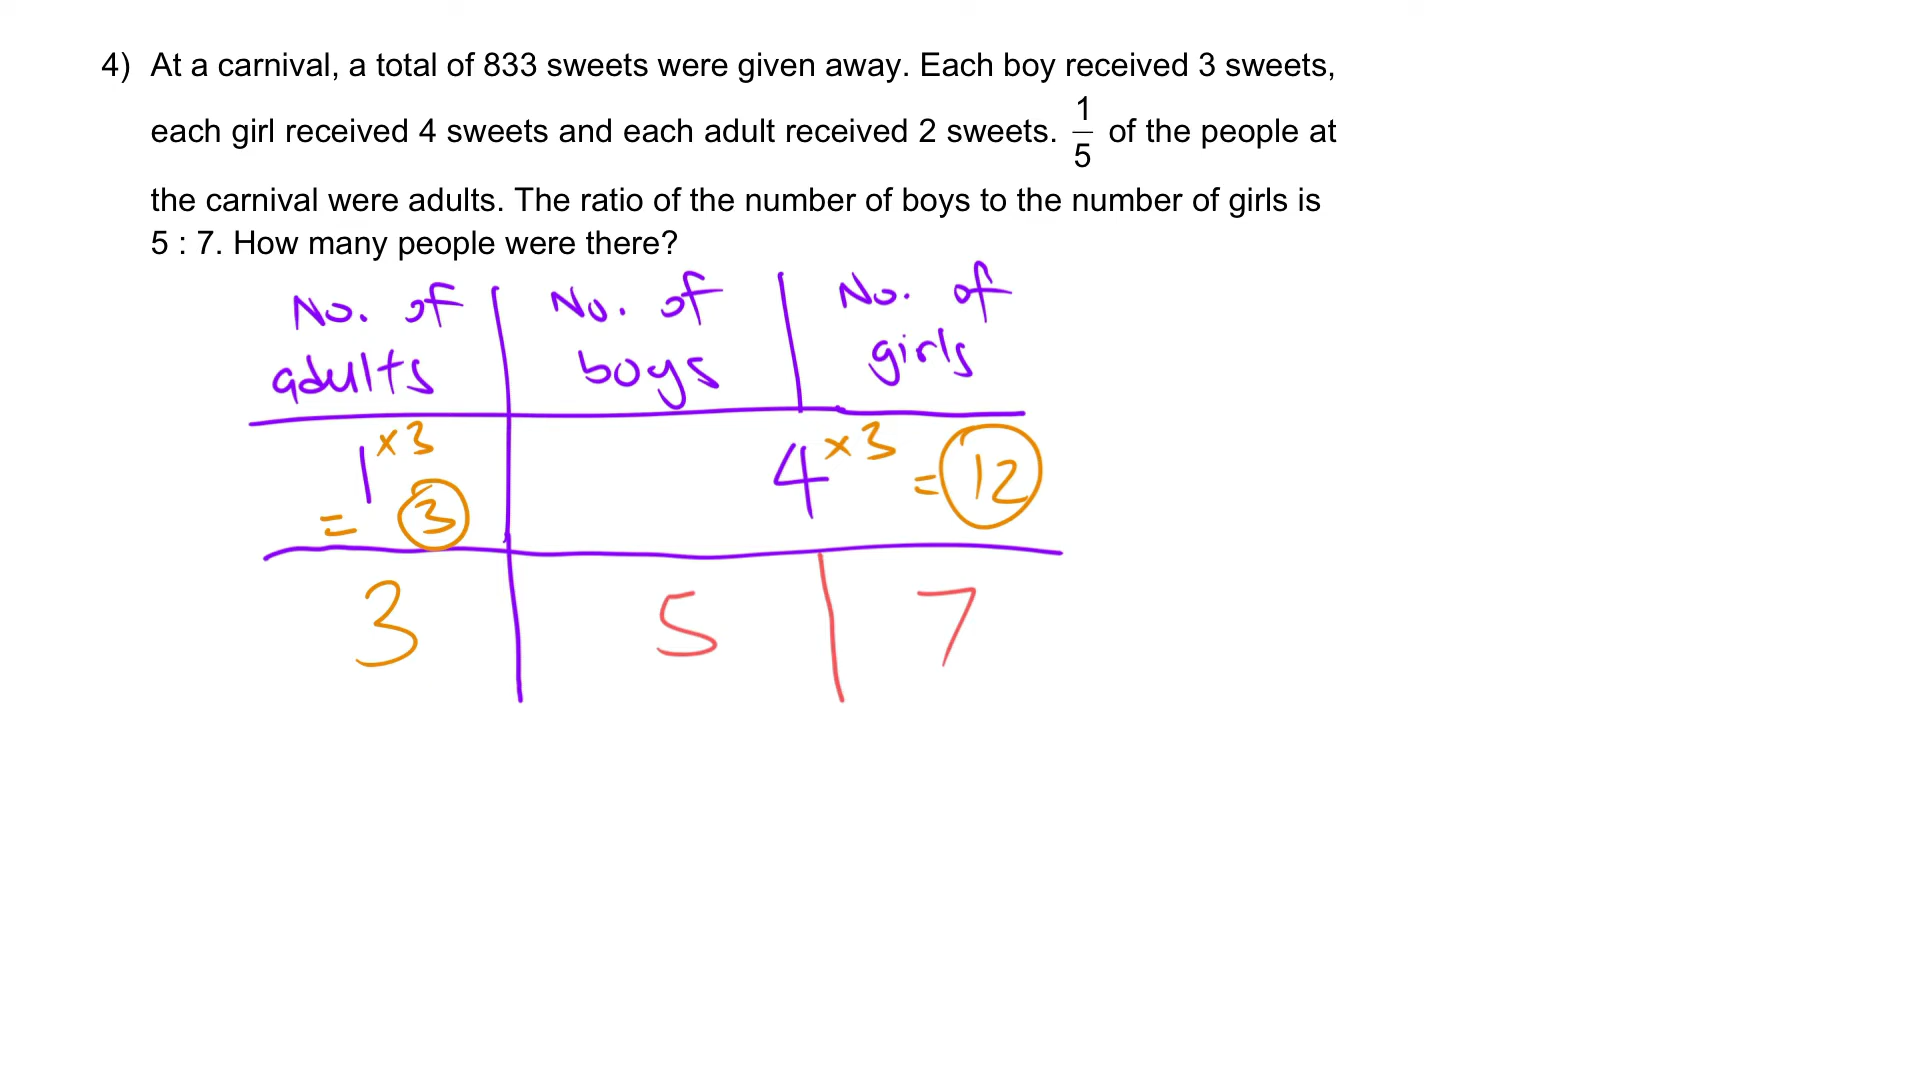 4) At a carnival, a total of 833 sweets were given away. Each boy received 3 sweets,
each girl received 4 sweets and each adult received 2 sweets. 1/5 of the people at
the carnival were adults. The ratio of the number of boys to the number of girls is
5 : 7. How many people were there?
No. of No. of No. of
adults boys girls
1 × 3 4 × 3 = 12
= 3
3 5 7